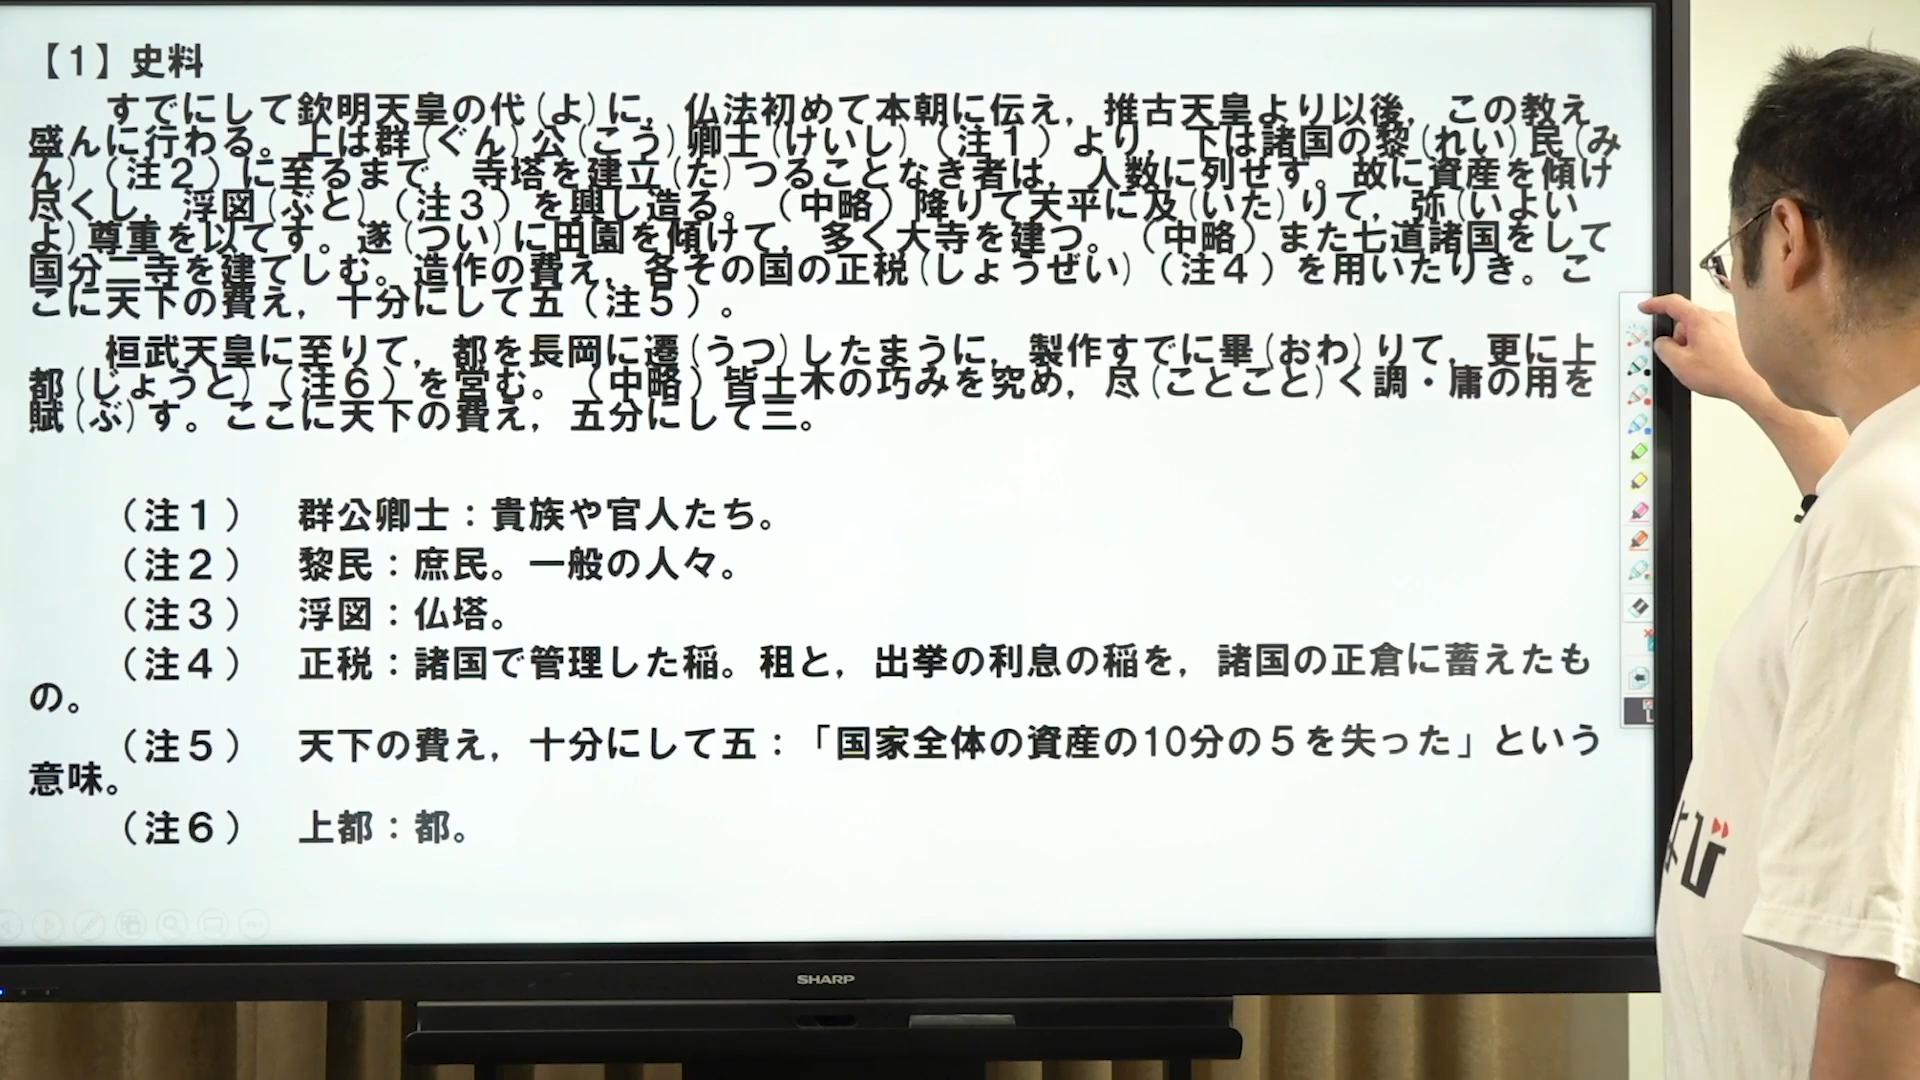 【１】史料
すでにして欽明天皇の代(よ)に，仏法初めて本朝に伝え，推古天皇より以後，この教え
盛んに行わる。上は群(ぐん)公(こう)卿士(けいし)（注１）より，下は諸国の黎(れい)民(み
ん)（注２）に至るまで，寺塔を建立(た)つることなき者は，人数に列せず。故に資産を傾け
尽くし，浮図(ぶと)（注３）を興し造る。（中略）降りて天平に及(いた)りて，弥(いよい
よ)尊重を以てす。遂(つい)に田園を傾けて，多く大寺を建つ。（中略）また七道諸国をして
国分二寺を建てしむ。造作の費え，各その国の正税(しょうぜい)（注４）を用いたりき。こ
こに天下の費え，十分にして五（注５）。
桓武天皇に至りて，都を長岡に遷(うつ)したまうに，製作すでに畢(おわ)りて，更に上
都(じょうと)（注６）を営む。（中略）皆土木の巧みを究め，尽(ことごと)く調・庸の用を
賦(ぶ)す。ここに天下の費え，五分にして三。
（注１）　群公卿士：貴族や官人たち。
（注２）　黎民：庶民。一般の人々。
（注３）　浮図：仏塔。
（注４）　正税：諸国で管理した稲。租と，出挙の利息の稲を，諸国の正倉に蓄えたも
の。
（注５）　天下の費え，十分にして五：「国家全体の資産の10分の５を失った」という
意味。
（注６）　上都：都。
SHARP